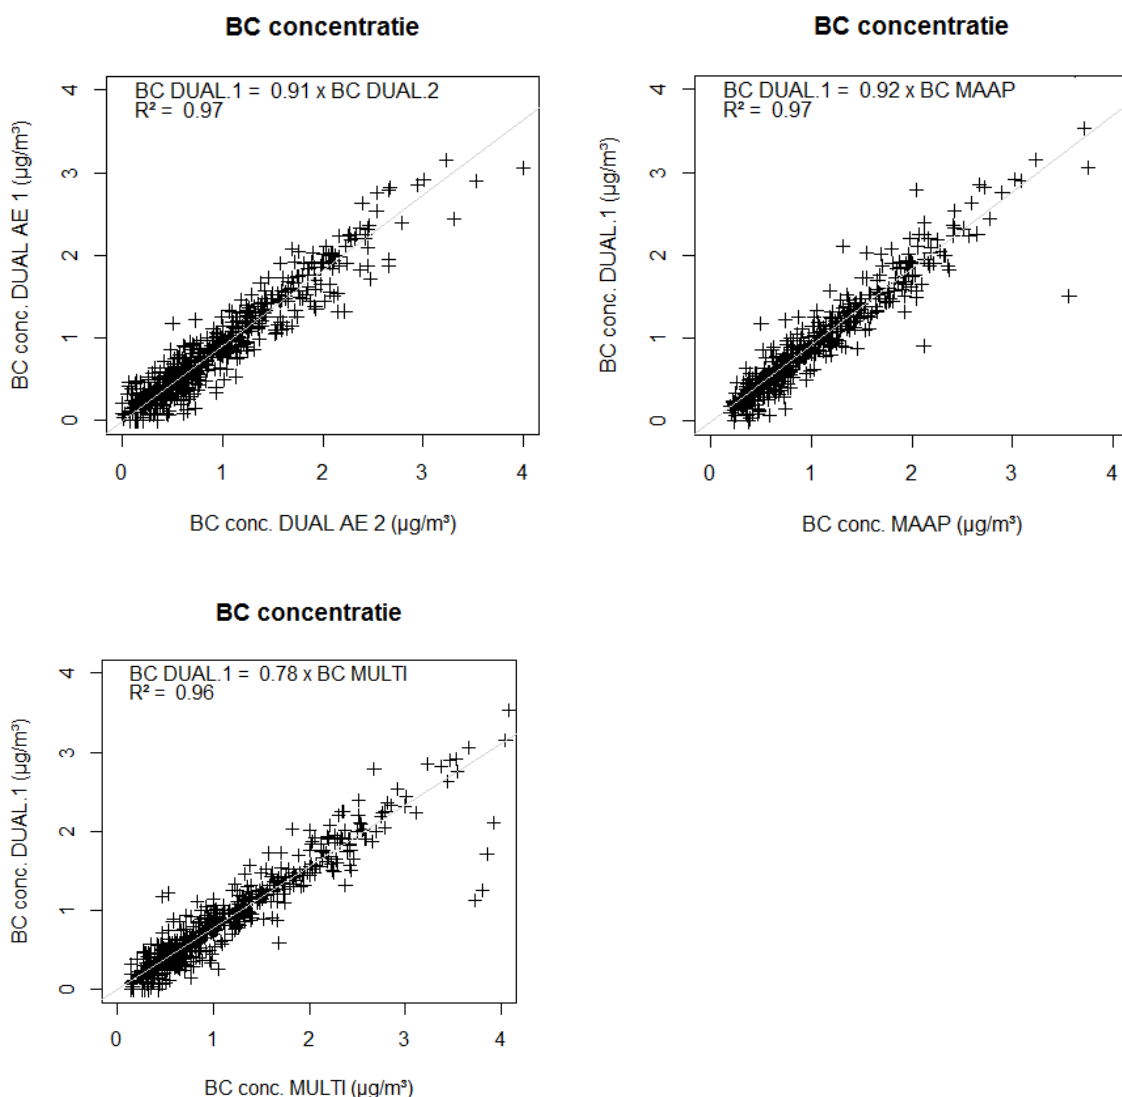 BC concentratie
BC DUAL.1 = 0.91 x BC DUAL.2
R² = 0.97
BC conc. DUAL AE 1 (µg/m³)
4
3
2
1
0
0 1 2 3 4
BC conc. DUAL AE 2 (µg/m³)
BC concentratie
BC DUAL.1 = 0.92 x BC MAAP
R² = 0.97
BC conc. DUAL.1 (µg/m³)
4
3
2
1
0
0 1 2 3 4
BC conc. MAAP (µg/m³)
BC concentratie
BC DUAL.1 = 0.78 x BC MULTI
R² = 0.96
BC conc. DUAL.1 (µg/m³)
4
3
2
1
0
0 1 2 3 4
BC conc. MULTI (µg/m³)